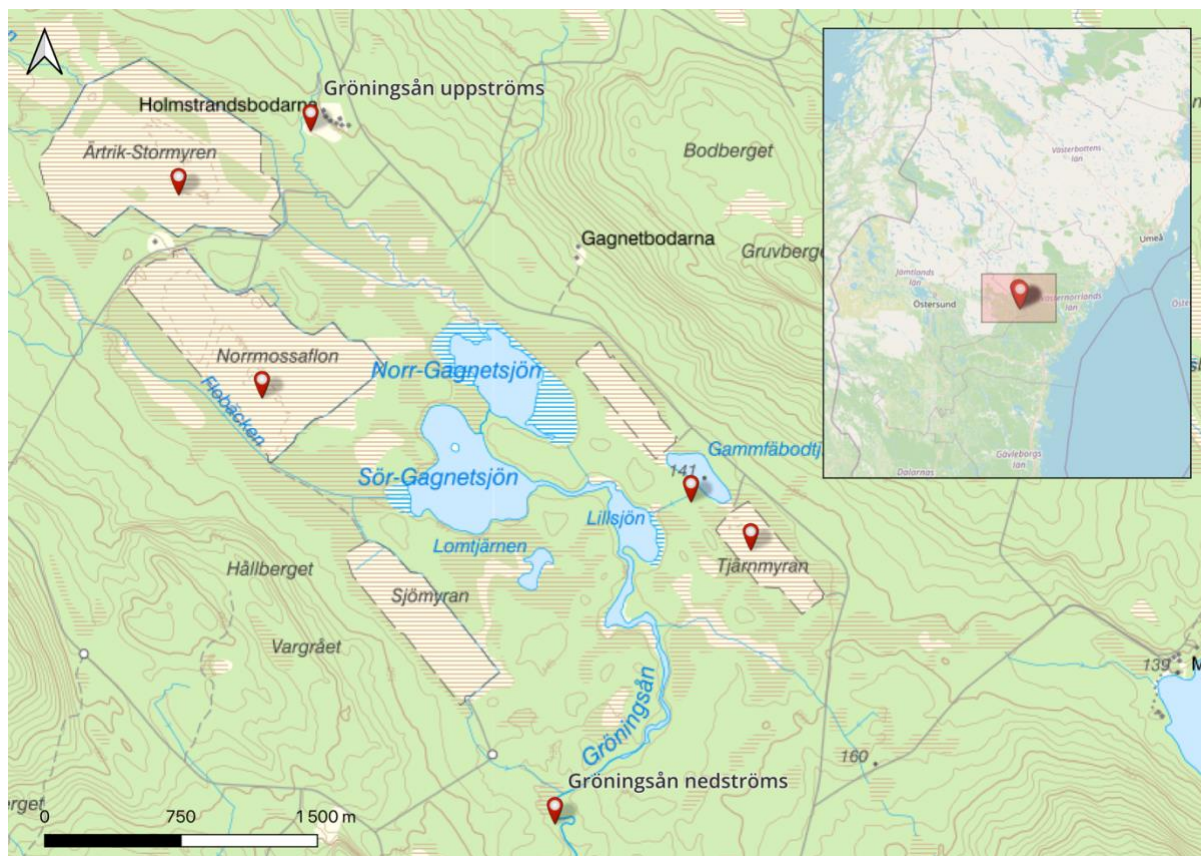 Gröningsån uppströms
Holmstrandsbodarna
Ärtrik-Stormyren
Bodberget
Gagnetbodarna
Gruvberge
Norrmossaflon
Norr-Gagnetsjön
Flobäcken
Gammfäbodtj
141
Sör-Gagnetsjön
Lillsjön
Lomtjärnen
Tjärnmyran
Hållberget
Sjömyran
Vargrået
139
M
Gröningsån
160
Gröningsån nedströms
erget
0 750 1 500 m
Västerbottens
län
Umeå
Jämtlands
län
Östersund
västernorrlands
län
Gävleborgs
län
Dalarnas